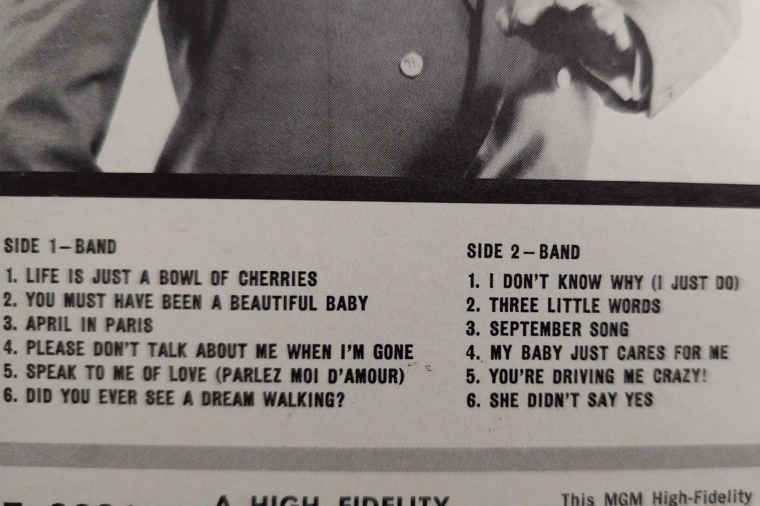 SIDE 1 – BAND
1. LIFE IS JUST A BOWL OF CHERRIES
2. YOU MUST HAVE BEEN A BEAUTIFUL BABY
3. APRIL IN PARIS
4. PLEASE DON'T TALK ABOUT ME WHEN I'M GONE
5. SPEAK TO ME OF LOVE (PARLEZ MOI D'AMOUR)
6. DID YOU EVER SEE A DREAM WALKING?
SIDE 2 – BAND
1. I DON'T KNOW WHY (I JUST DO)
2. THREE LITTLE WORDS
3. SEPTEMBER SONG
4. MY BABY JUST CARES FOR ME
5. YOU'RE DRIVING ME CRAZY!
6. SHE DIDN'T SAY YES
A HIGH FIDELITY
This MGM High-Fidelity